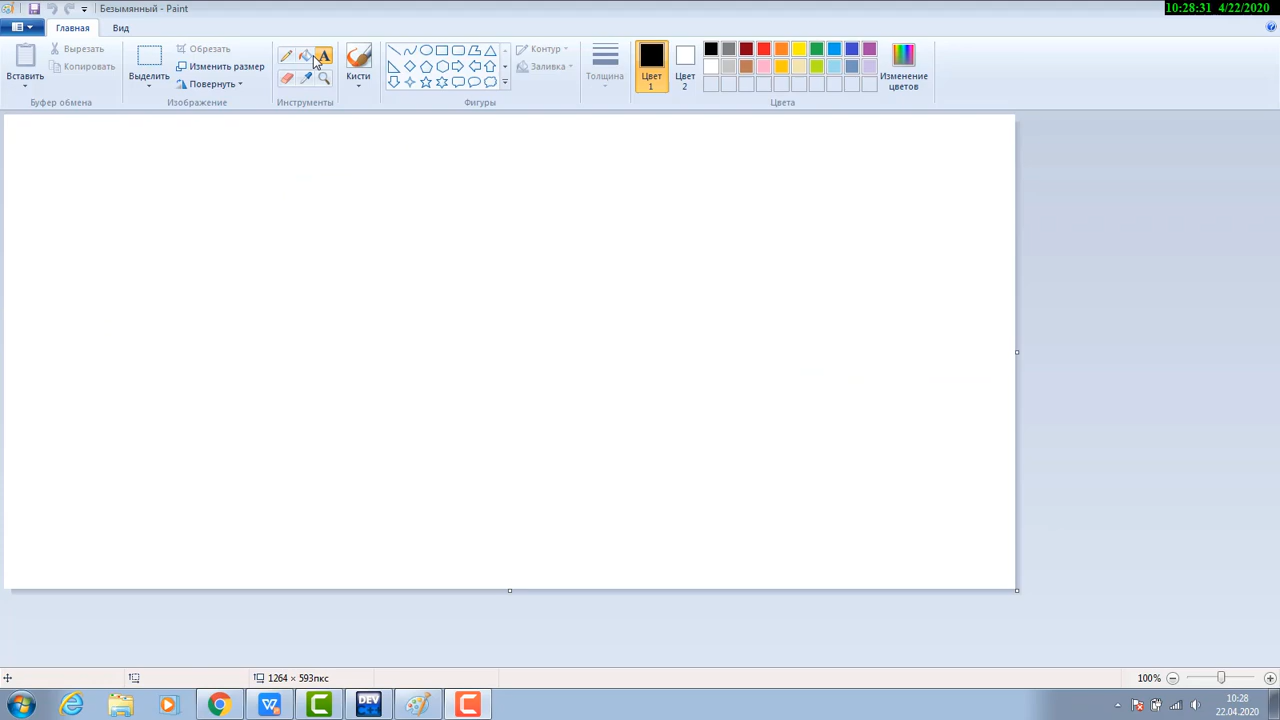 Безымянный - Paint
10:28:31 4/22/2020
Главная
Вид
Вставить
Вырезать
Копировать
Буфер обмена
Выделить
Обрезать
Изменить размер
Повернуть
Изображение
A
Инструменты
Кисти
Фигуры
Контур
Заливка
Толщина
Цвет 1
Цвет 2
Изменение цветов
Цвета
1264 × 593пкс
100%
DEV
10:28
22.04.2020